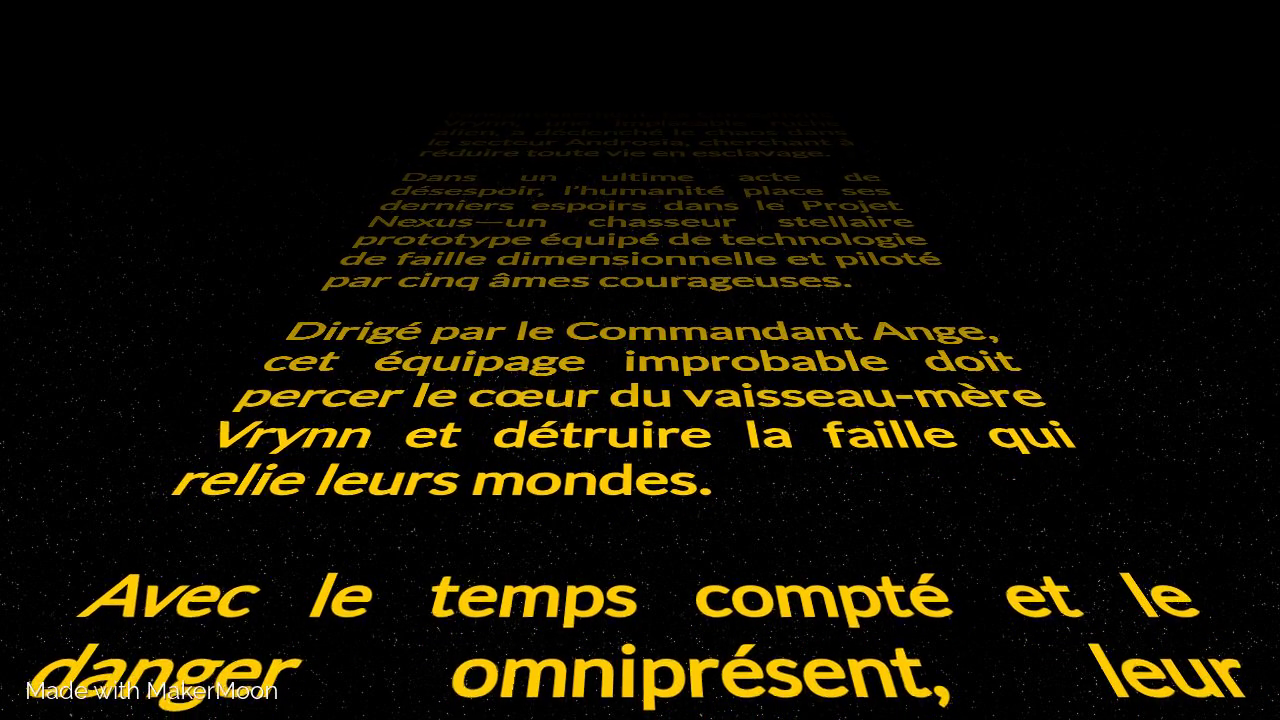 Vrynn, une implacable ruche
alien, a déclenché le chaos dans
le secteur Androsia, cherchant à
réduire toute vie en esclavage.
Dans un ultime acte de
désespoir, l'humanité place ses
derniers espoirs dans le Projet
Nexus—un chasseur stellaire
prototype équipé de technologie
de faille dimensionnelle et piloté
par cinq âmes courageuses.
Dirigé par le Commandant Ange,
cet équipage improbable doit
percer le cœur du vaisseau-mère
Vrynn et détruire la faille qui
relie leurs mondes.
Avec le temps compté et le
danger omniprésent, leur
Made with MakerMoon